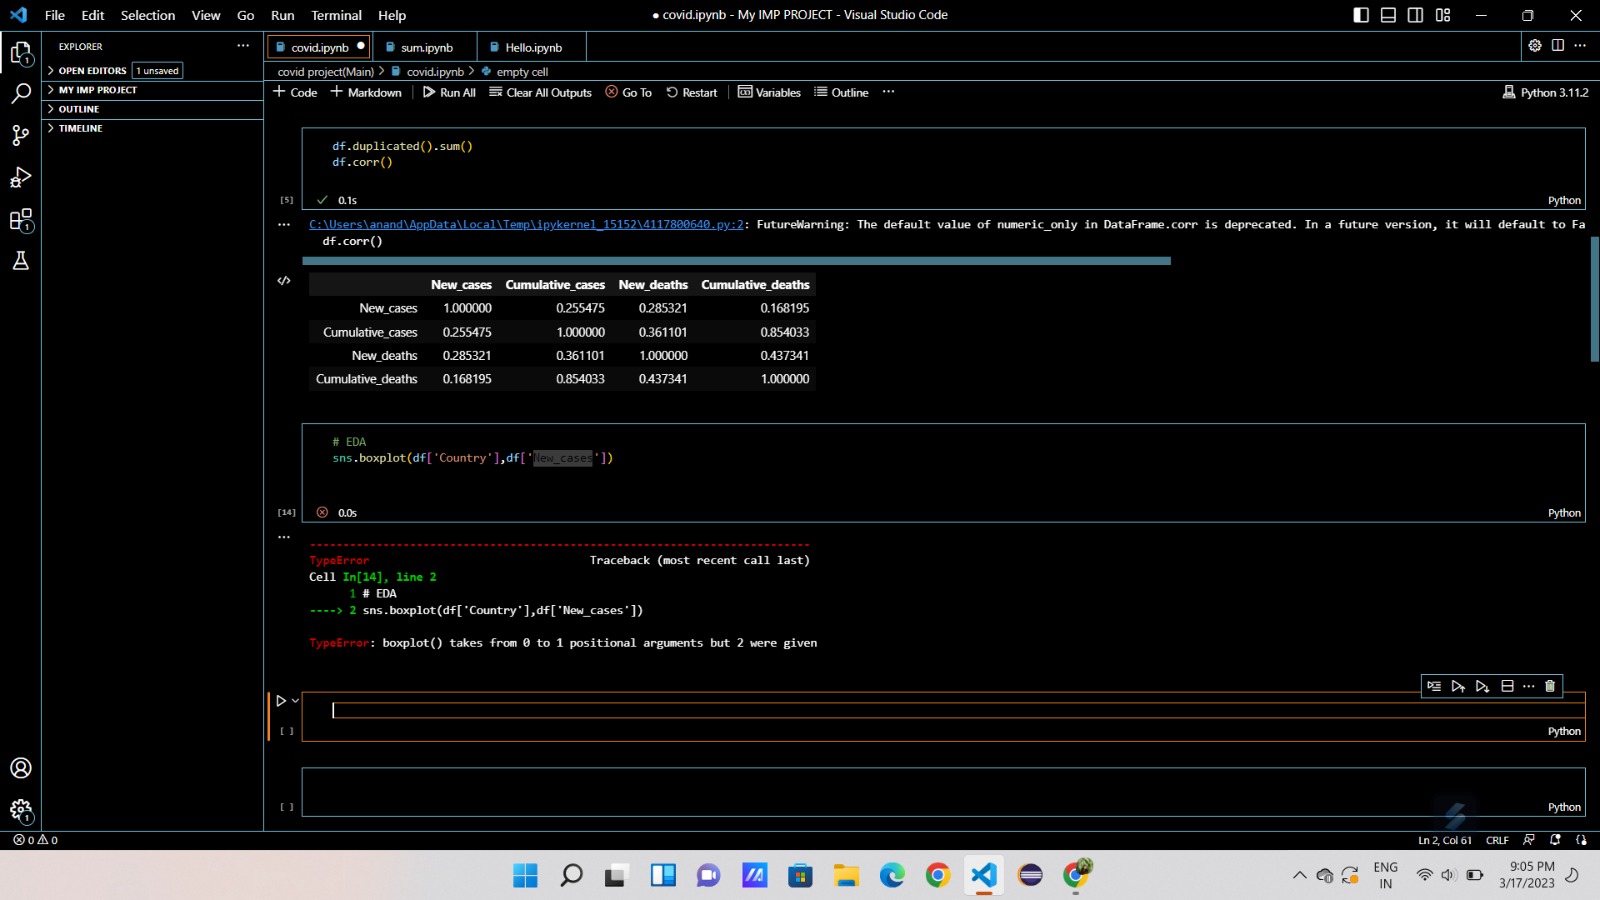 File Edit Selection View Go Run Terminal Help
● covid.ipynb - My IMP PROJECT - Visual Studio Code
EXPLORER
OPEN EDITORS 1 unsaved
MY IMP PROJECT
OUTLINE
TIMELINE
covid.ipynb ● sum.ipynb Hello.ipynb
covid project(Main) > covid.ipynb > empty cell
+ Code + Markdown Run All Clear All Outputs Go To Restart Variables Outline ...
Python 3.11.2
df.duplicated().sum()
df.corr()
[5] 0.1s Python
C:\Users\anand\AppData\Local\Temp\ipykernel_15152\4117800640.py:2: FutureWarning: The default value of numeric_only in DataFrame.corr is deprecated. In a future version, it will default to Fa
df.corr()
New_cases Cumulative_cases New_deaths Cumulative_deaths
New_cases 1.000000 0.255475 0.285321 0.168195
Cumulative_cases 0.255475 1.000000 0.361101 0.854033
New_deaths 0.285321 0.361101 1.000000 0.437341
Cumulative_deaths 0.168195 0.854033 0.437341 1.000000
# EDA
sns.boxplot(df['Country'],df['New_cases'])
[14] 0.0s Python
---------------------------------------------------------------------------
TypeError Traceback (most recent call last)
Cell In[14], line 2
1 # EDA
----> 2 sns.boxplot(df['Country'],df['New_cases'])
TypeError: boxplot() takes from 0 to 1 positional arguments but 2 were given
[ ] Python
[ ] Python
0 0 Ln 2, Col 61 CRLF
ENG
IN
9:05 PM
3/17/2023